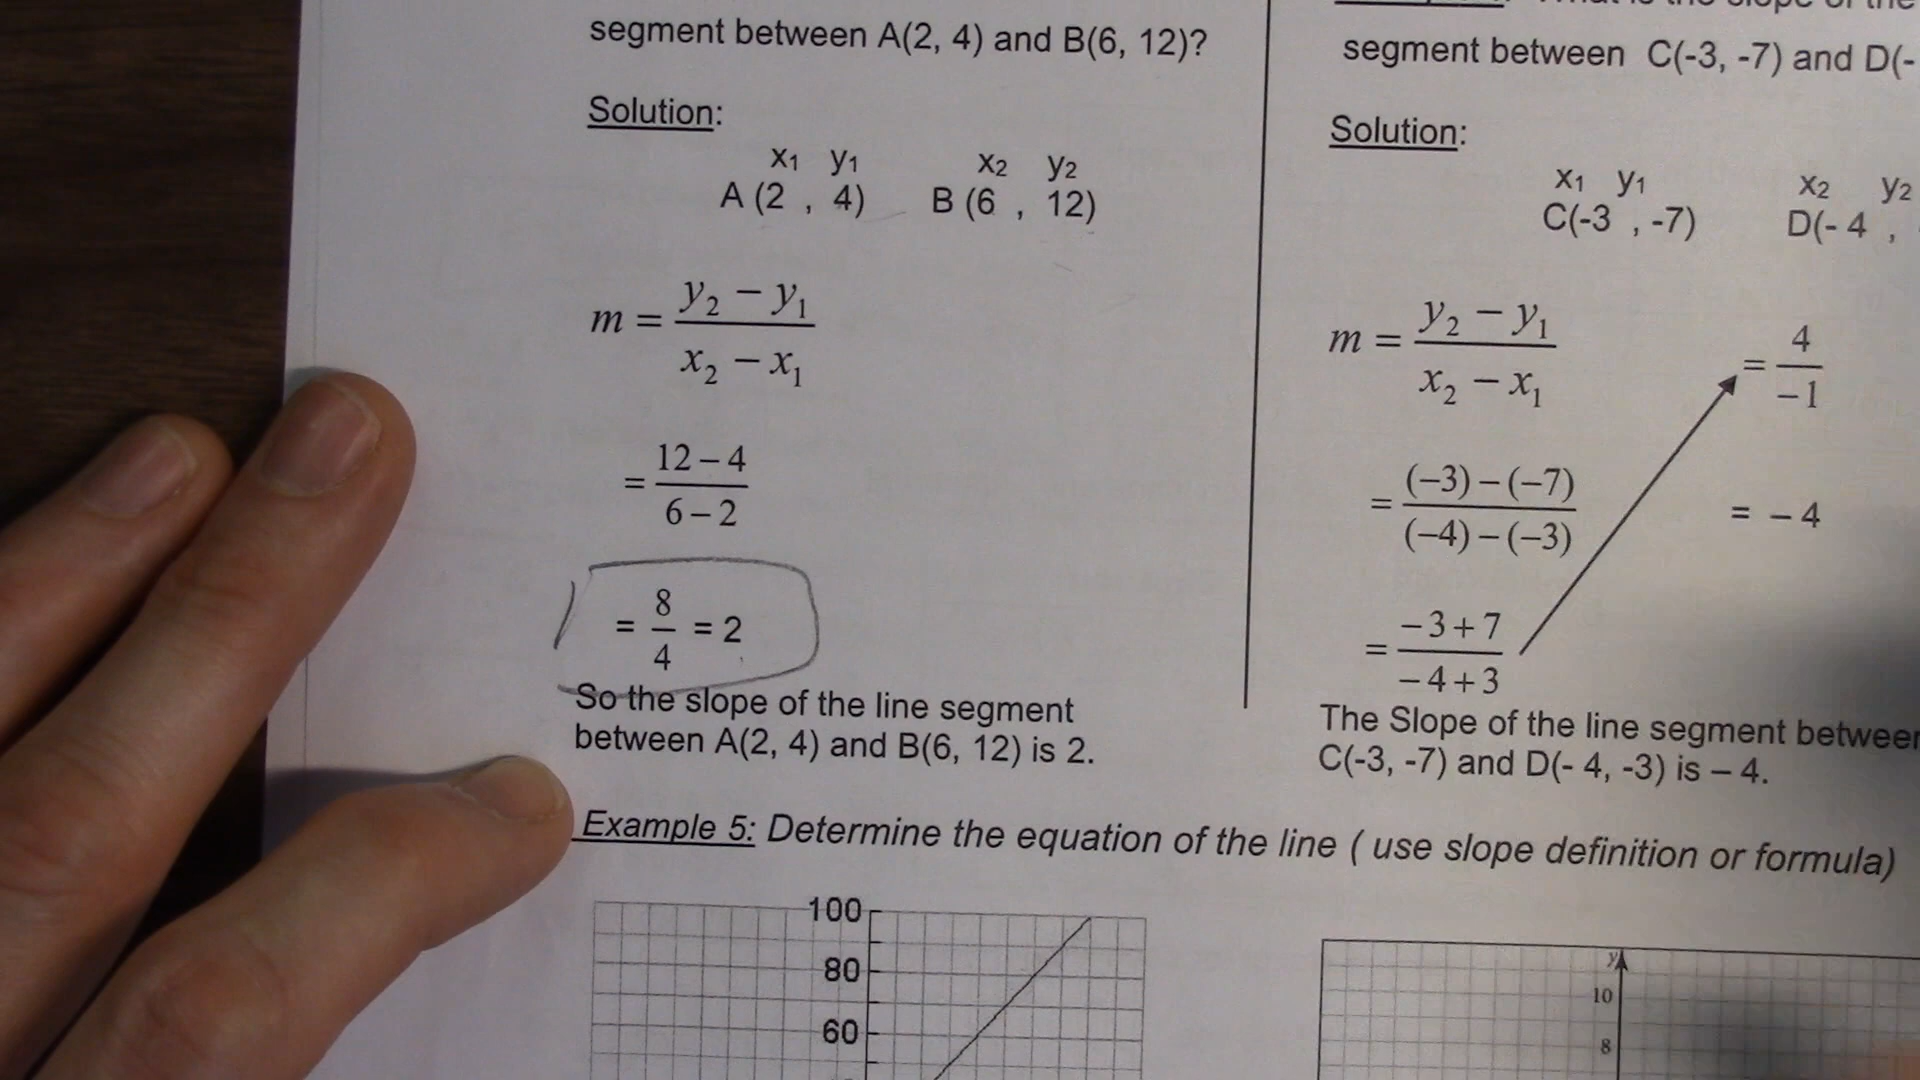 segment between A(2, 4) and B(6, 12)?
Solution:
x₁ y₁ x₂ y₂
A (2 , 4) B (6 , 12)
m = y₂ − y₁ / x₂ − x₁
= 12 − 4 / 6 − 2
= 8/4 = 2
So the slope of the line segment
between A(2, 4) and B(6, 12) is 2.
segment between C(-3, -7) and D(-
Solution:
x₁ y₁ x₂ y₂
C(-3 , -7) D(- 4 ,
m = y₂ − y₁ / x₂ − x₁
= (−3) − (−7) / (−4) − (−3)
= −3 + 7 / −4 + 3
= 4 / −1
= − 4
The Slope of the line segment between
C(-3, -7) and D(- 4, -3) is – 4.
Example 5: Determine the equation of the line ( use slope definition or formula)
100
80
60
y
10
8